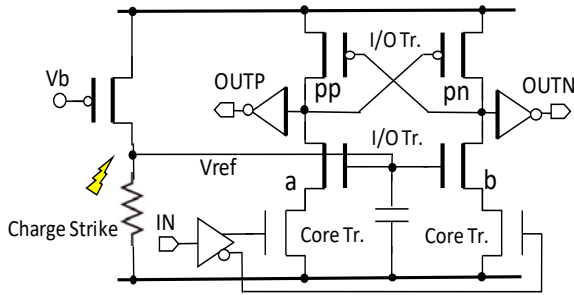 I/O Tr.
Vb
OUTP
pp
pn
OUTN
I/O Tr.
Vref
a
b
Charge Strike
IN
Core Tr.
Core Tr.